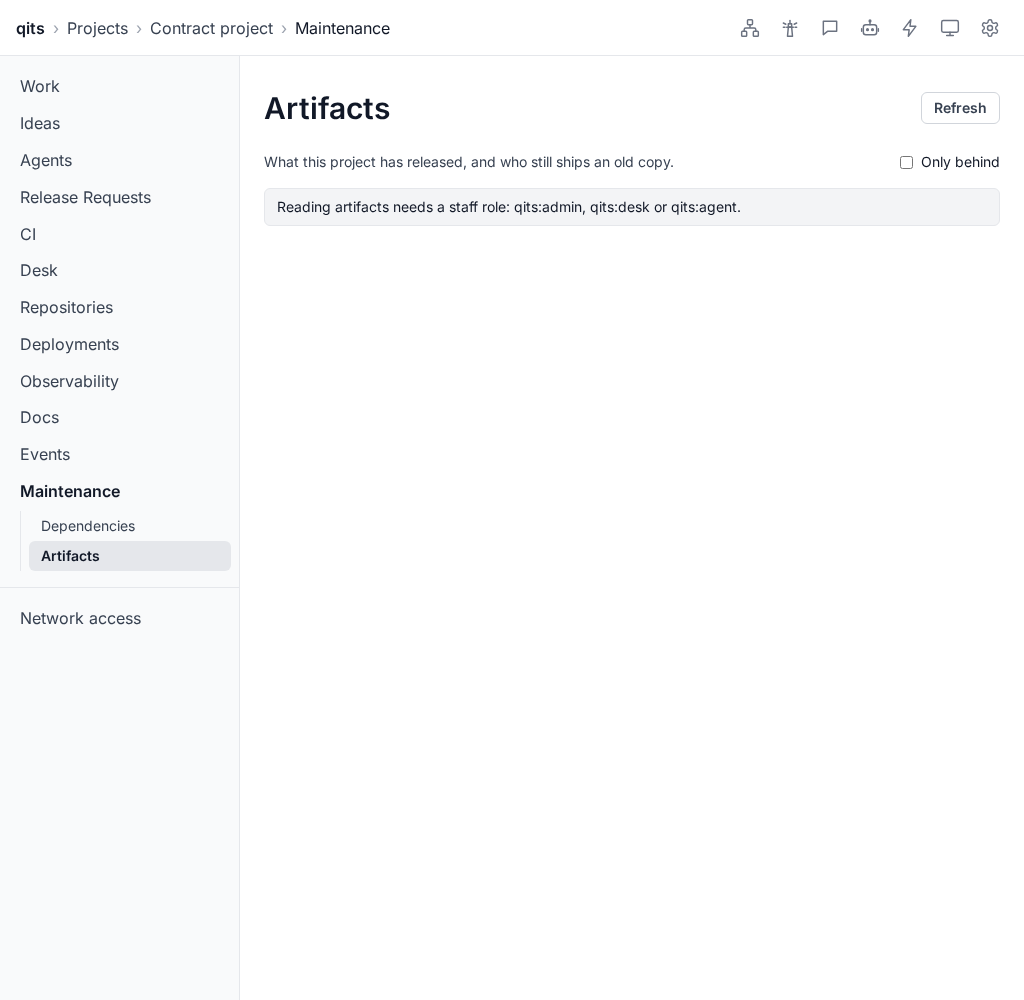 qits › Projects › Contract project › Maintenance
Work
Ideas
Agents
Release Requests
CI
Desk
Repositories
Deployments
Observability
Docs
Events
Maintenance
Dependencies
Artifacts
Network access
Artifacts
Refresh
What this project has released, and who still ships an old copy.
Only behind
Reading artifacts needs a staff role: qits:admin, qits:desk or qits:agent.